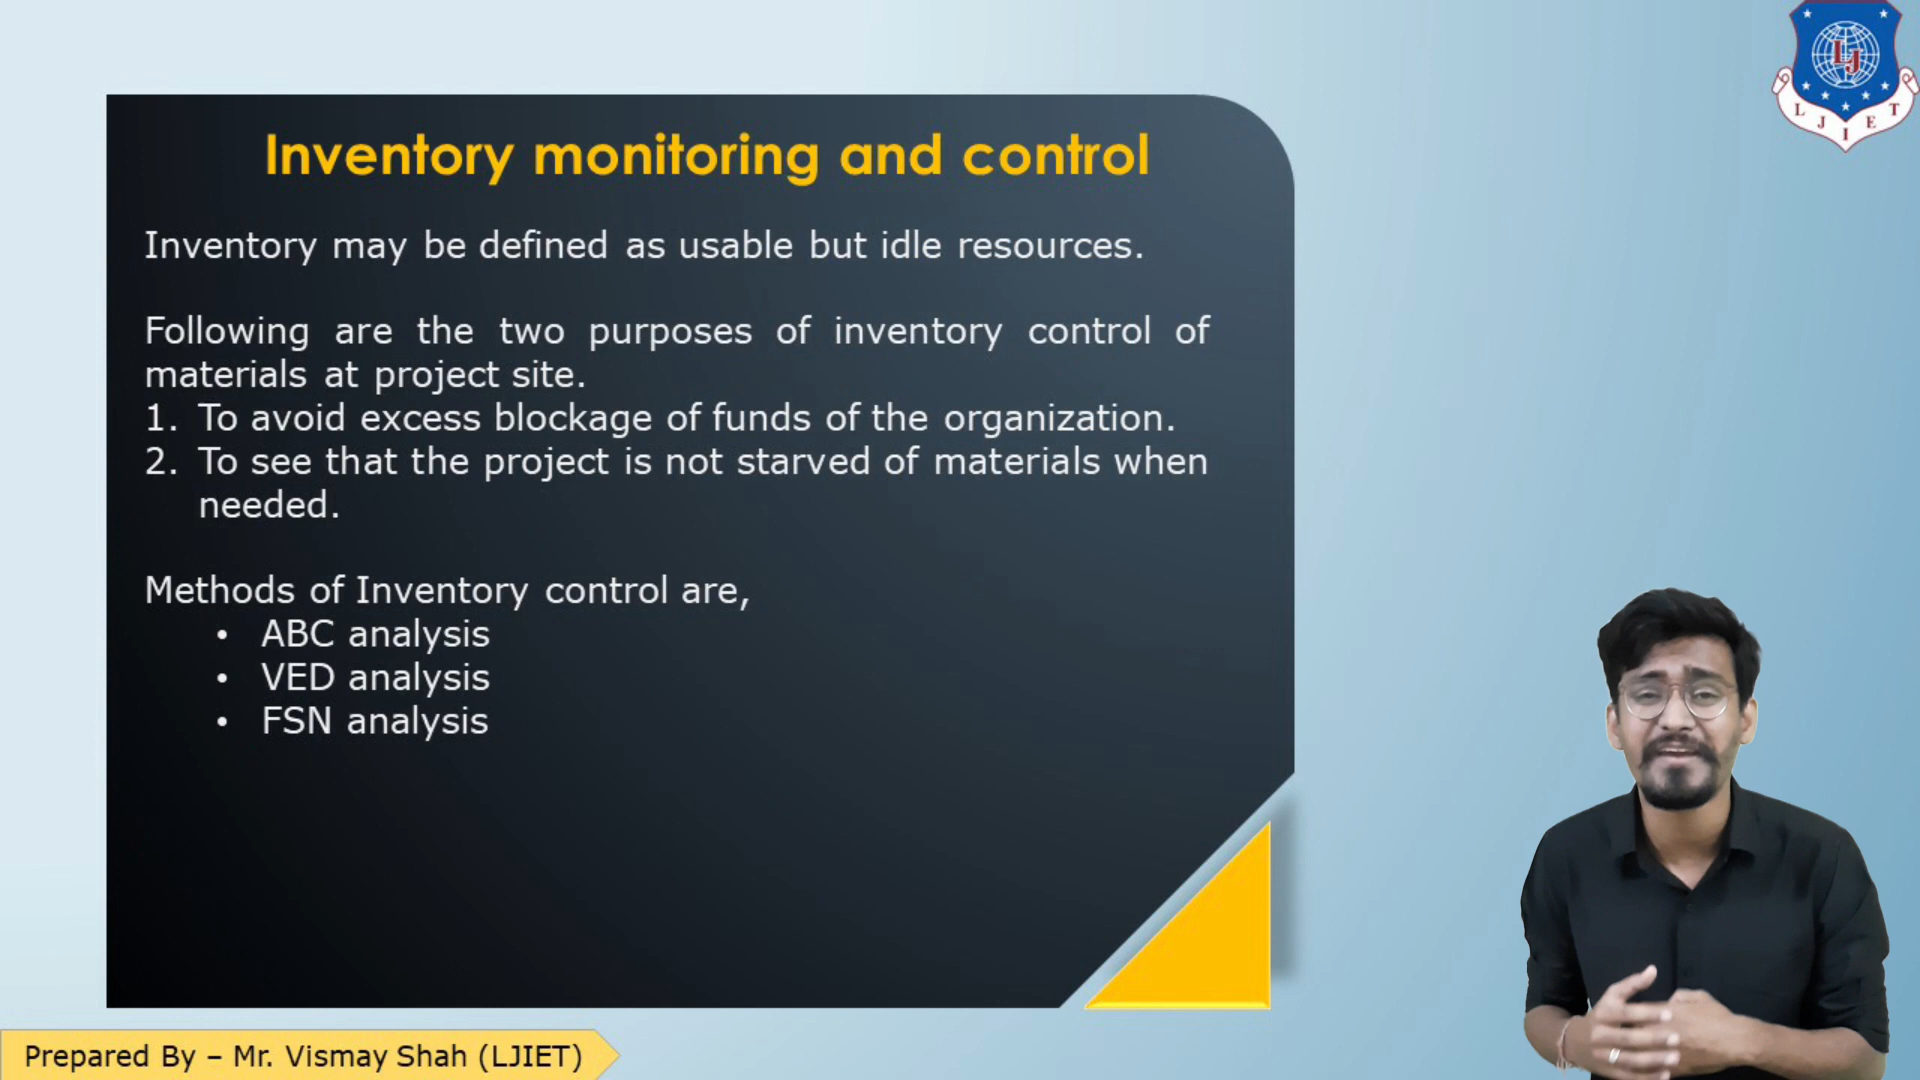 Inventory monitoring and control
Inventory may be defined as usable but idle resources.
Following are the two purposes of inventory control of
materials at project site.
1. To avoid excess blockage of funds of the organization.
2. To see that the project is not starved of materials when
needed.
Methods of Inventory control are,
• ABC analysis
• VED analysis
• FSN analysis
LJ
L J I E T
Prepared By – Mr. Vismay Shah (LJIET)